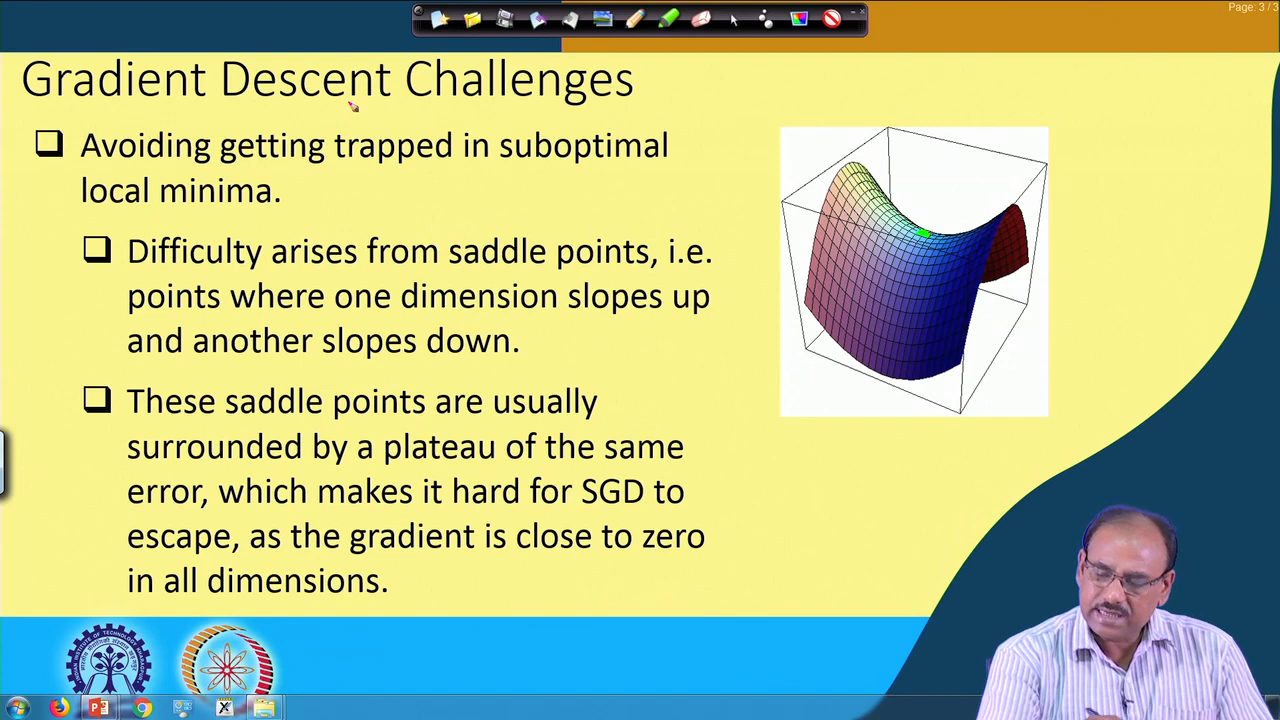 Page: 3 / 3
Gradient Descent Challenges
Avoiding getting trapped in suboptimal
local minima.
Difficulty arises from saddle points, i.e.
points where one dimension slopes up
and another slopes down.
These saddle points are usually
surrounded by a plateau of the same
error, which makes it hard for SGD to
escape, as the gradient is close to zero
in all dimensions.